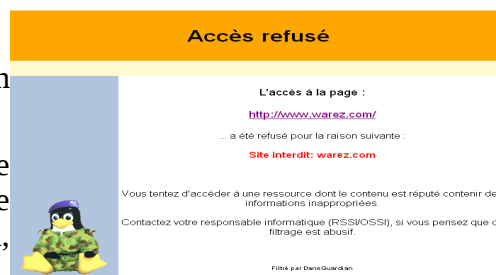 Accès refusé
L'accès á la page :
http://www.warez.com/
... a été refusé pour la raison suivante :
Site interdit: warez.com
Vous tentez d'accéder à une ressource dont le contenu est réputé contenir de
informations inappropriées.
Contactez votre responsable informatique (RSSI/OSSI), si vous pensez que
filtrage est abusif.
Filtré par DansGuardian